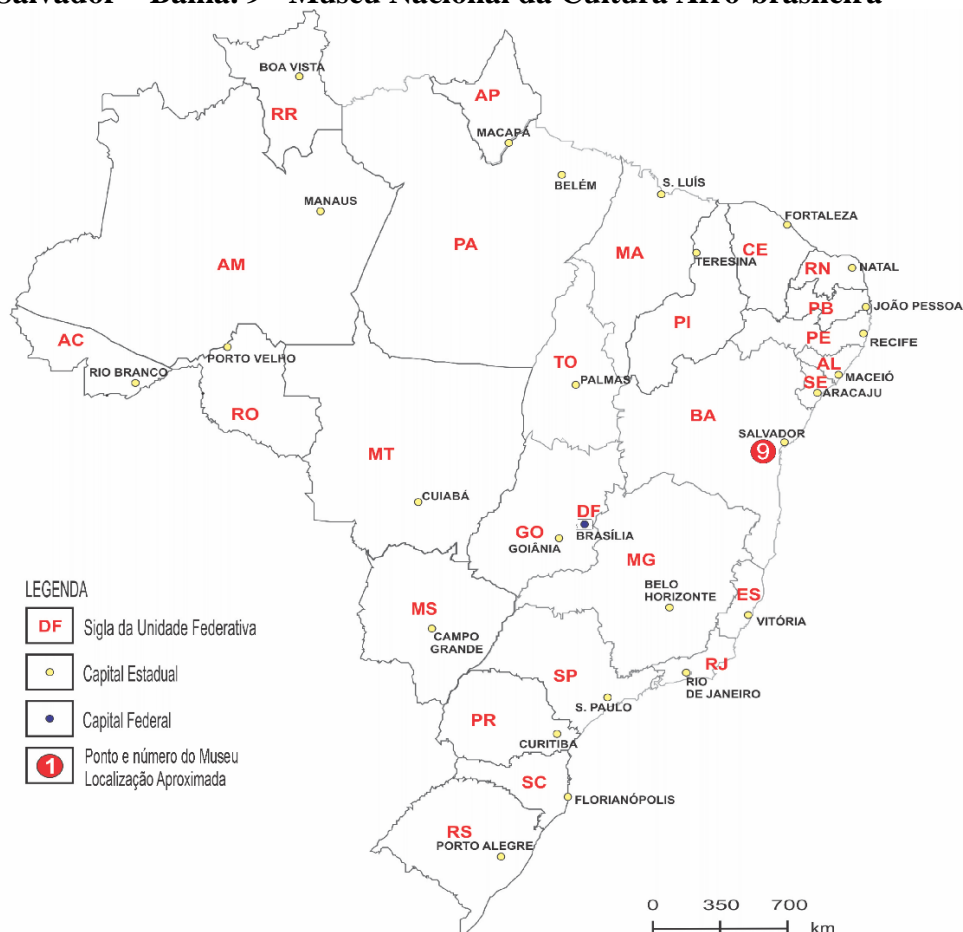 Salvador – Bahia. 9 - Museu Nacional da Cultura Afro-brasileira
BOA VISTA
RR
AP
MACAPÁ
BELÉM
S. LUÍS
MANAUS
FORTALEZA
PA
MA
TERESINA
CE
AM
RN
NATAL
PB
JOÃO PESSOA
PI
PE
RECIFE
AC
PORTO VELHO
TO
AL
RIO BRANCO
PALMAS
SE
MACEIÓ
ARACAJU
RO
BA
SALVADOR
9
MT
CUIABÁ
DF
GO
BRASÍLIA
GOIÂNIA
MG
BELO
HORIZONTE
ES
VITÓRIA
MS
CAMPO
GRANDE
RJ
RIO
DE JANEIRO
SP
S. PAULO
PR
CURITIBA
SC
FLORIANÓPOLIS
RS
PORTO ALEGRE
LEGENDA
DF Sigla da Unidade Federativa
Capital Estadual
Capital Federal
1 Ponto e número do Museu
Localização Aproximada
0 350 700
km